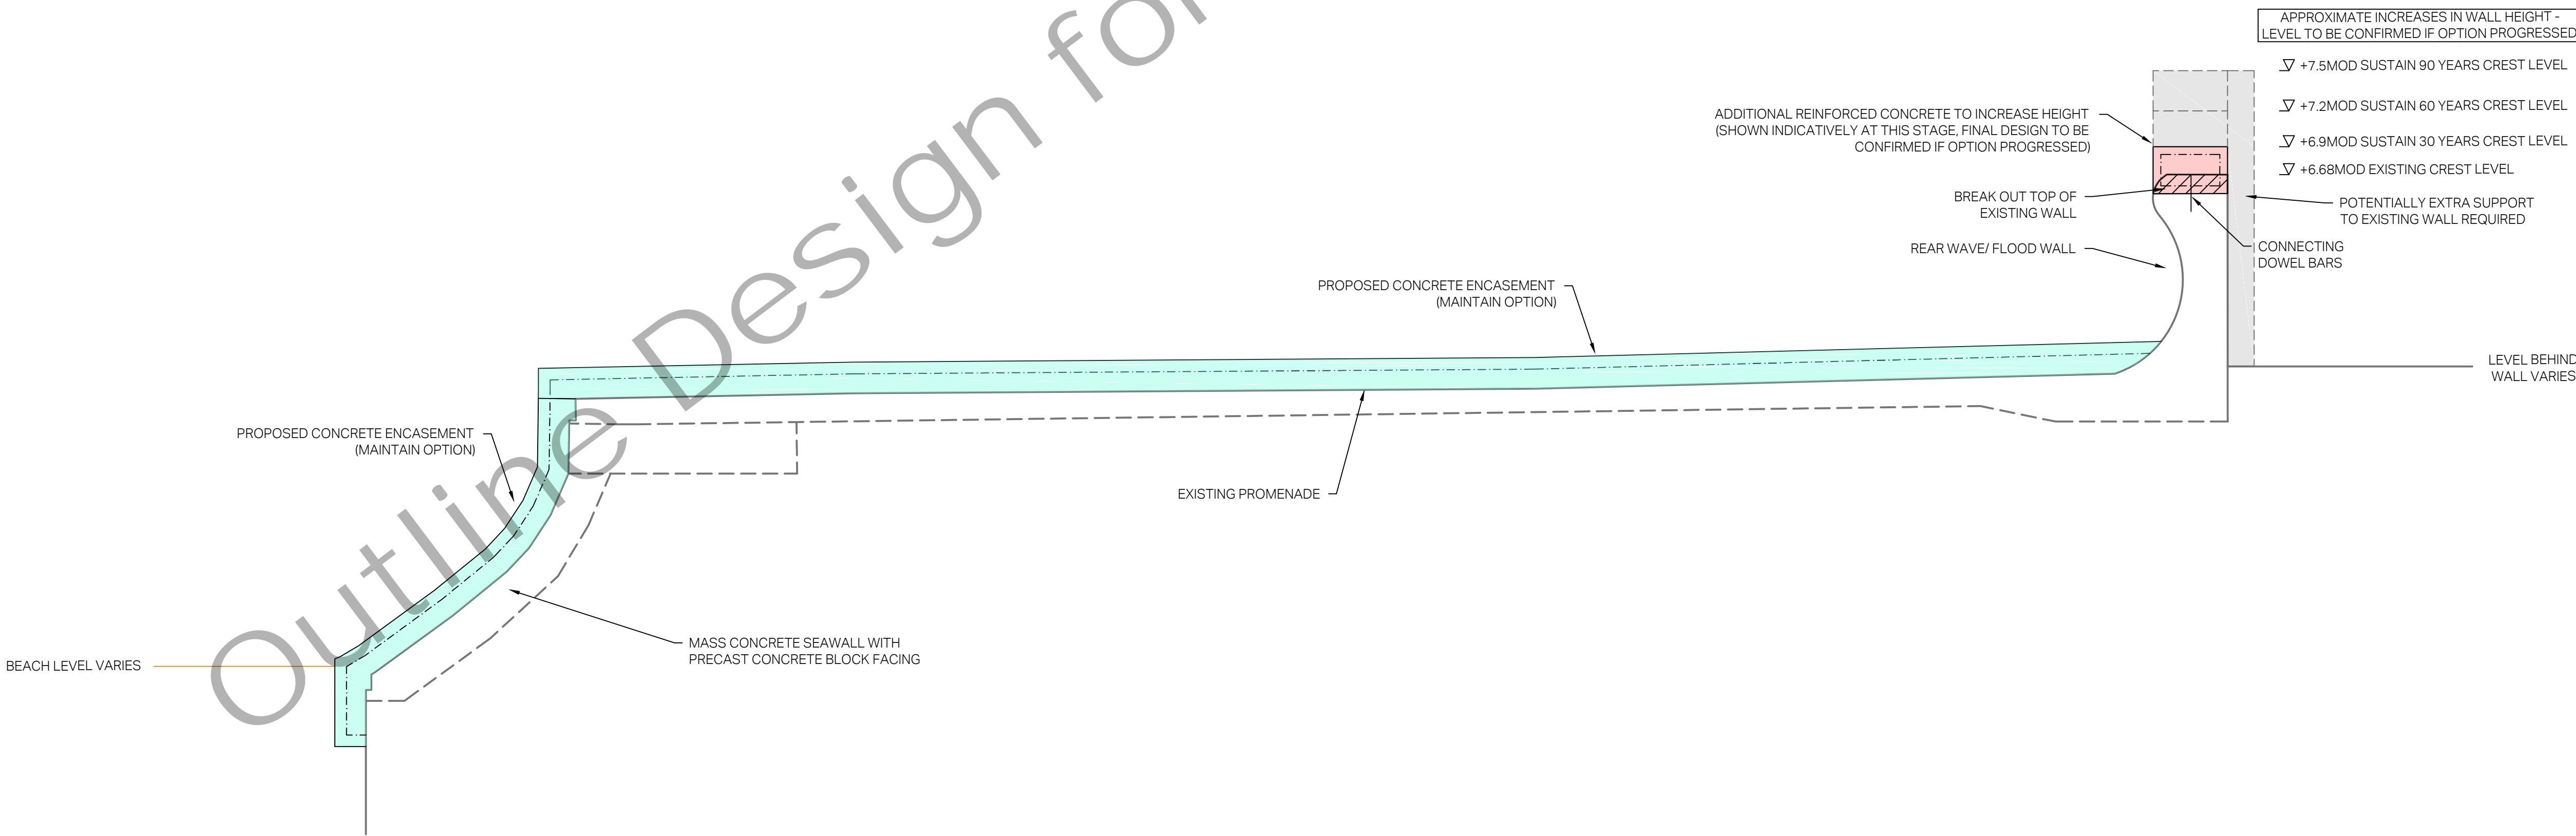 APPROXIMATE INCREASES IN WALL HEIGHT -
LEVEL TO BE CONFIRMED IF OPTION PROGRESSED
+7.5MOD SUSTAIN 90 YEARS CREST LEVEL
+7.2MOD SUSTAIN 60 YEARS CREST LEVEL
+6.9MOD SUSTAIN 30 YEARS CREST LEVEL
+6.68MOD EXISTING CREST LEVEL
ADDITIONAL REINFORCED CONCRETE TO INCREASE HEIGHT
(SHOWN INDICATIVELY AT THIS STAGE, FINAL DESIGN TO BE
CONFIRMED IF OPTION PROGRESSED)
BREAK OUT TOP OF
EXISTING WALL
POTENTIALLY EXTRA SUPPORT
TO EXISTING WALL REQUIRED
REAR WAVE/ FLOOD WALL
CONNECTING
DOWEL BARS
PROPOSED CONCRETE ENCASEMENT
(MAINTAIN OPTION)
LEVEL BEHIND
WALL VARIES
PROPOSED CONCRETE ENCASEMENT
(MAINTAIN OPTION)
EXISTING PROMENADE
MASS CONCRETE SEAWALL WITH
PRECAST CONCRETE BLOCK FACING
BEACH LEVEL VARIES
Outline Design for